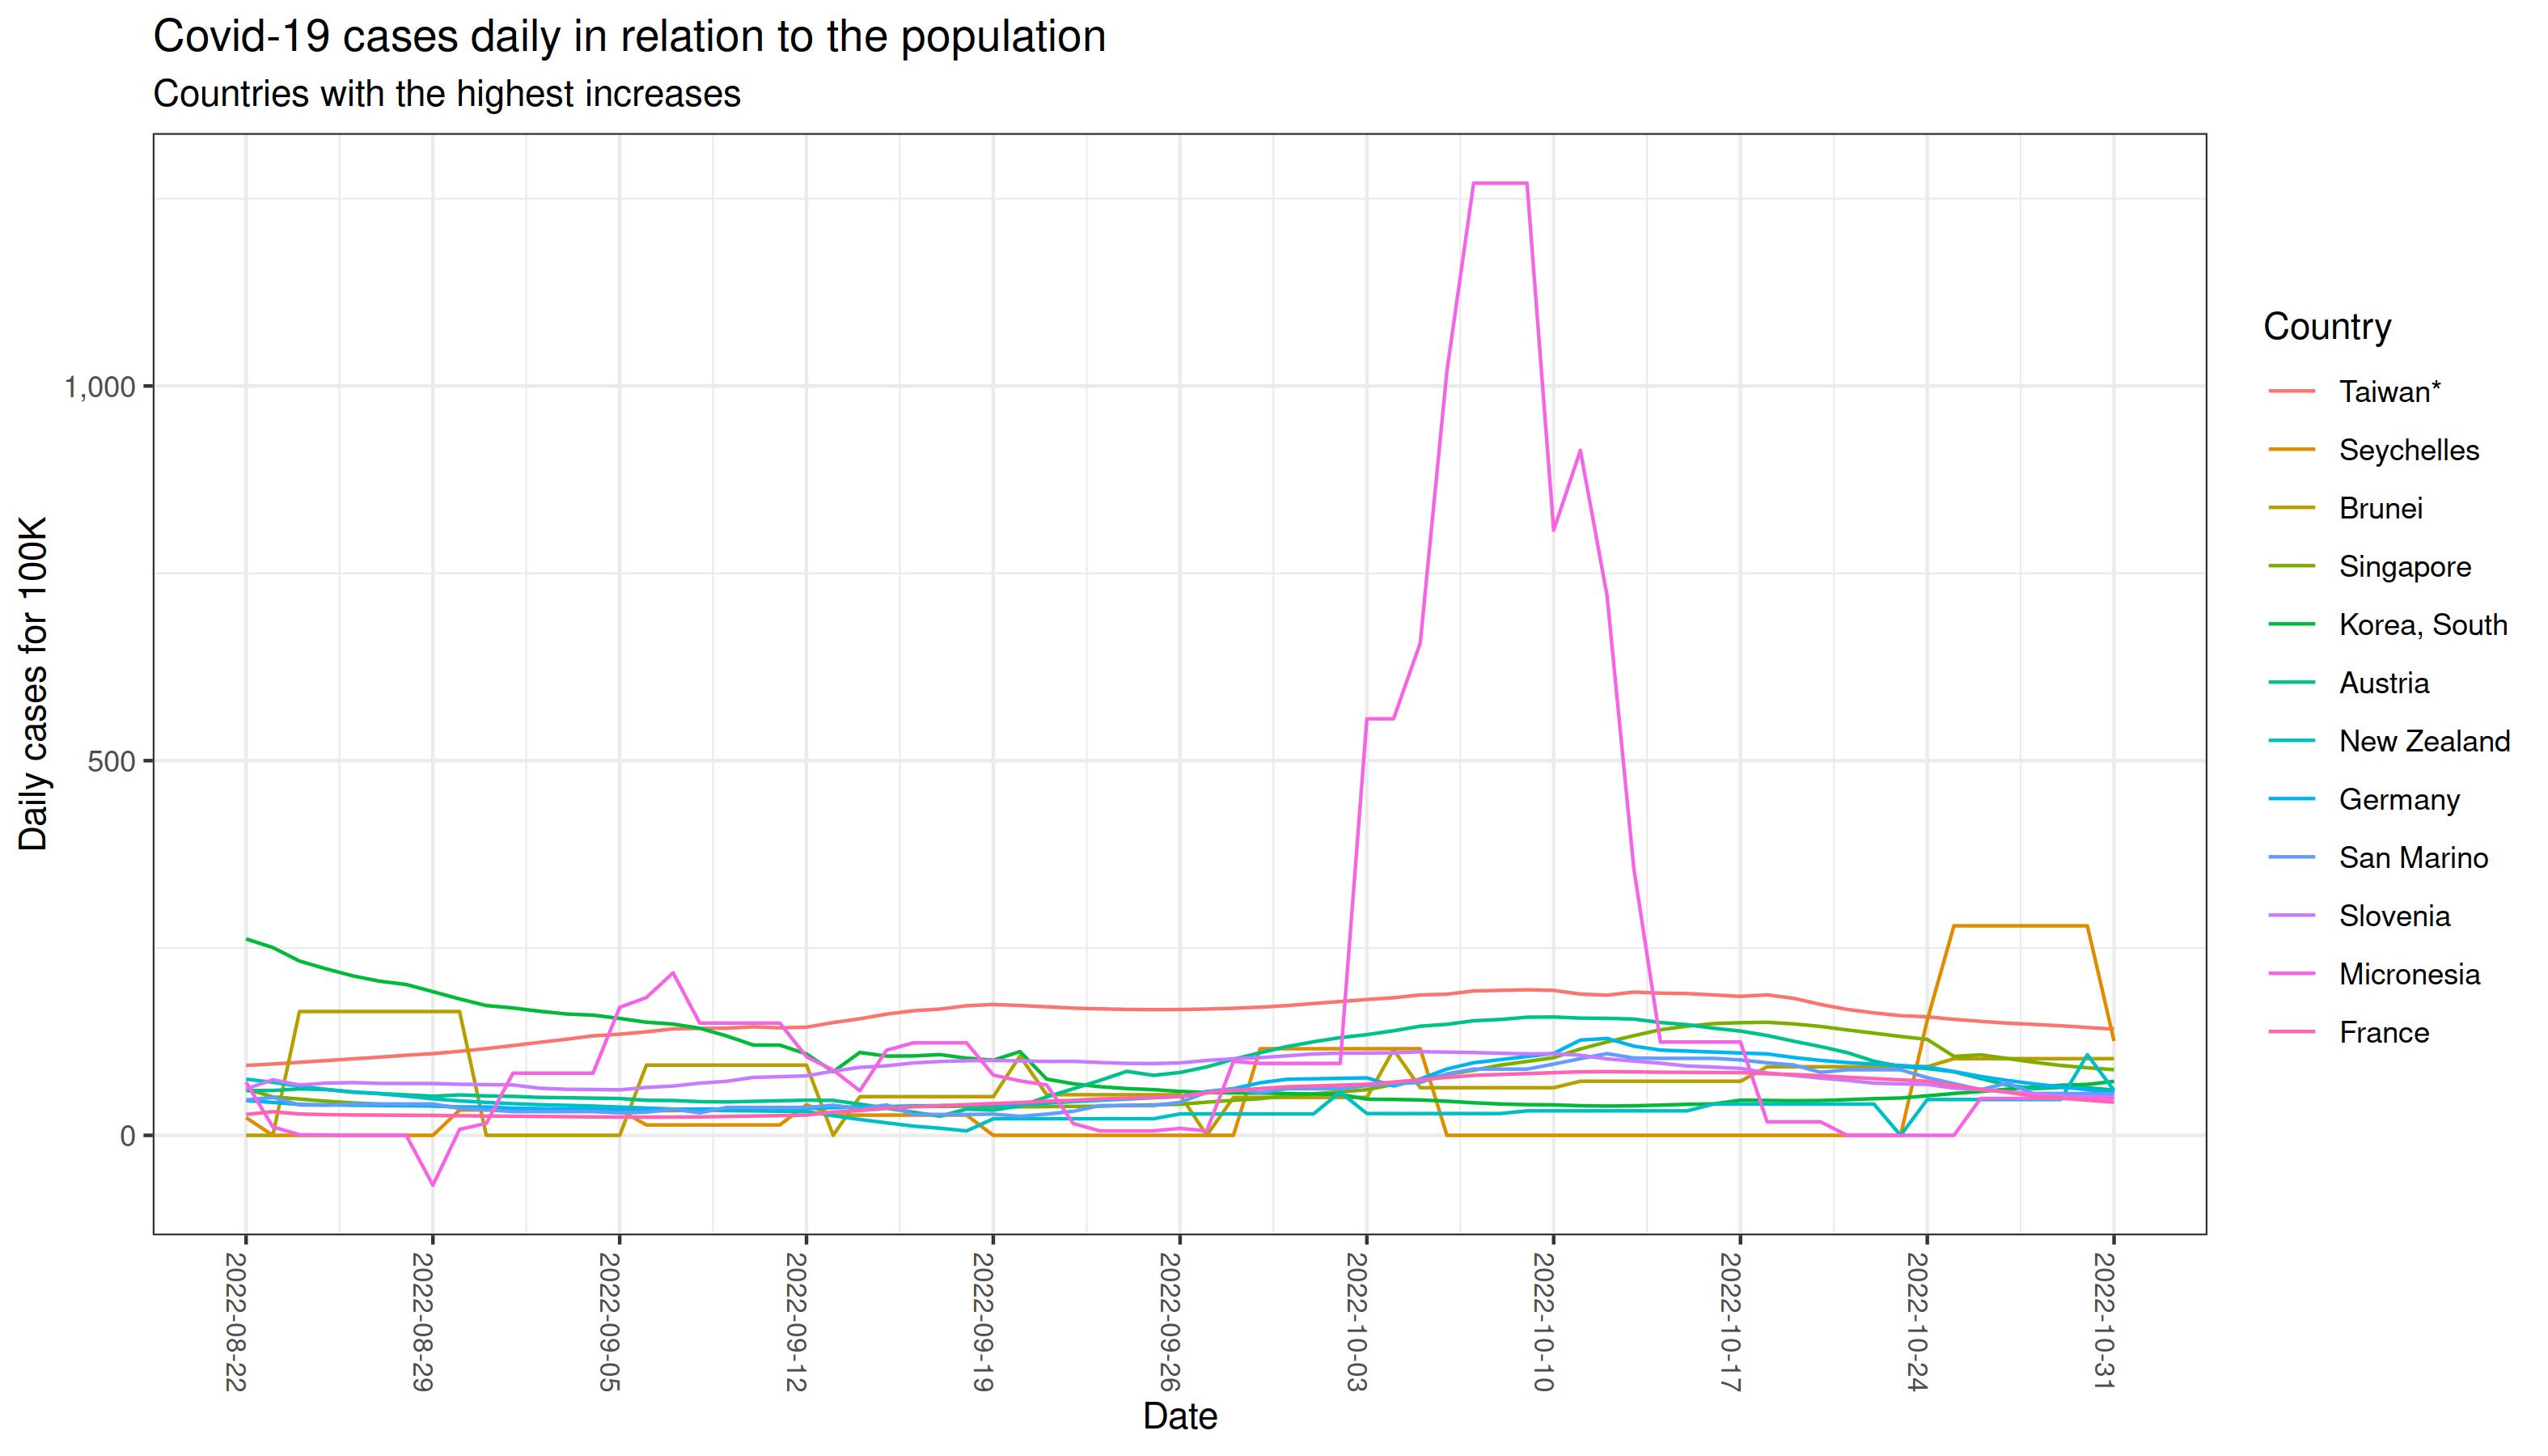 Covid-19 cases daily in relation to the population
Countries with the highest increases
Daily cases for 100K
1,000
500
0
2022-08-22
2022-08-29
2022-09-05
2022-09-12
2022-09-19
2022-09-26
2022-10-03
2022-10-10
2022-10-17
2022-10-24
2022-10-31
Date
Country
Taiwan*
Seychelles
Brunei
Singapore
Korea, South
Austria
New Zealand
Germany
San Marino
Slovenia
Micronesia
France